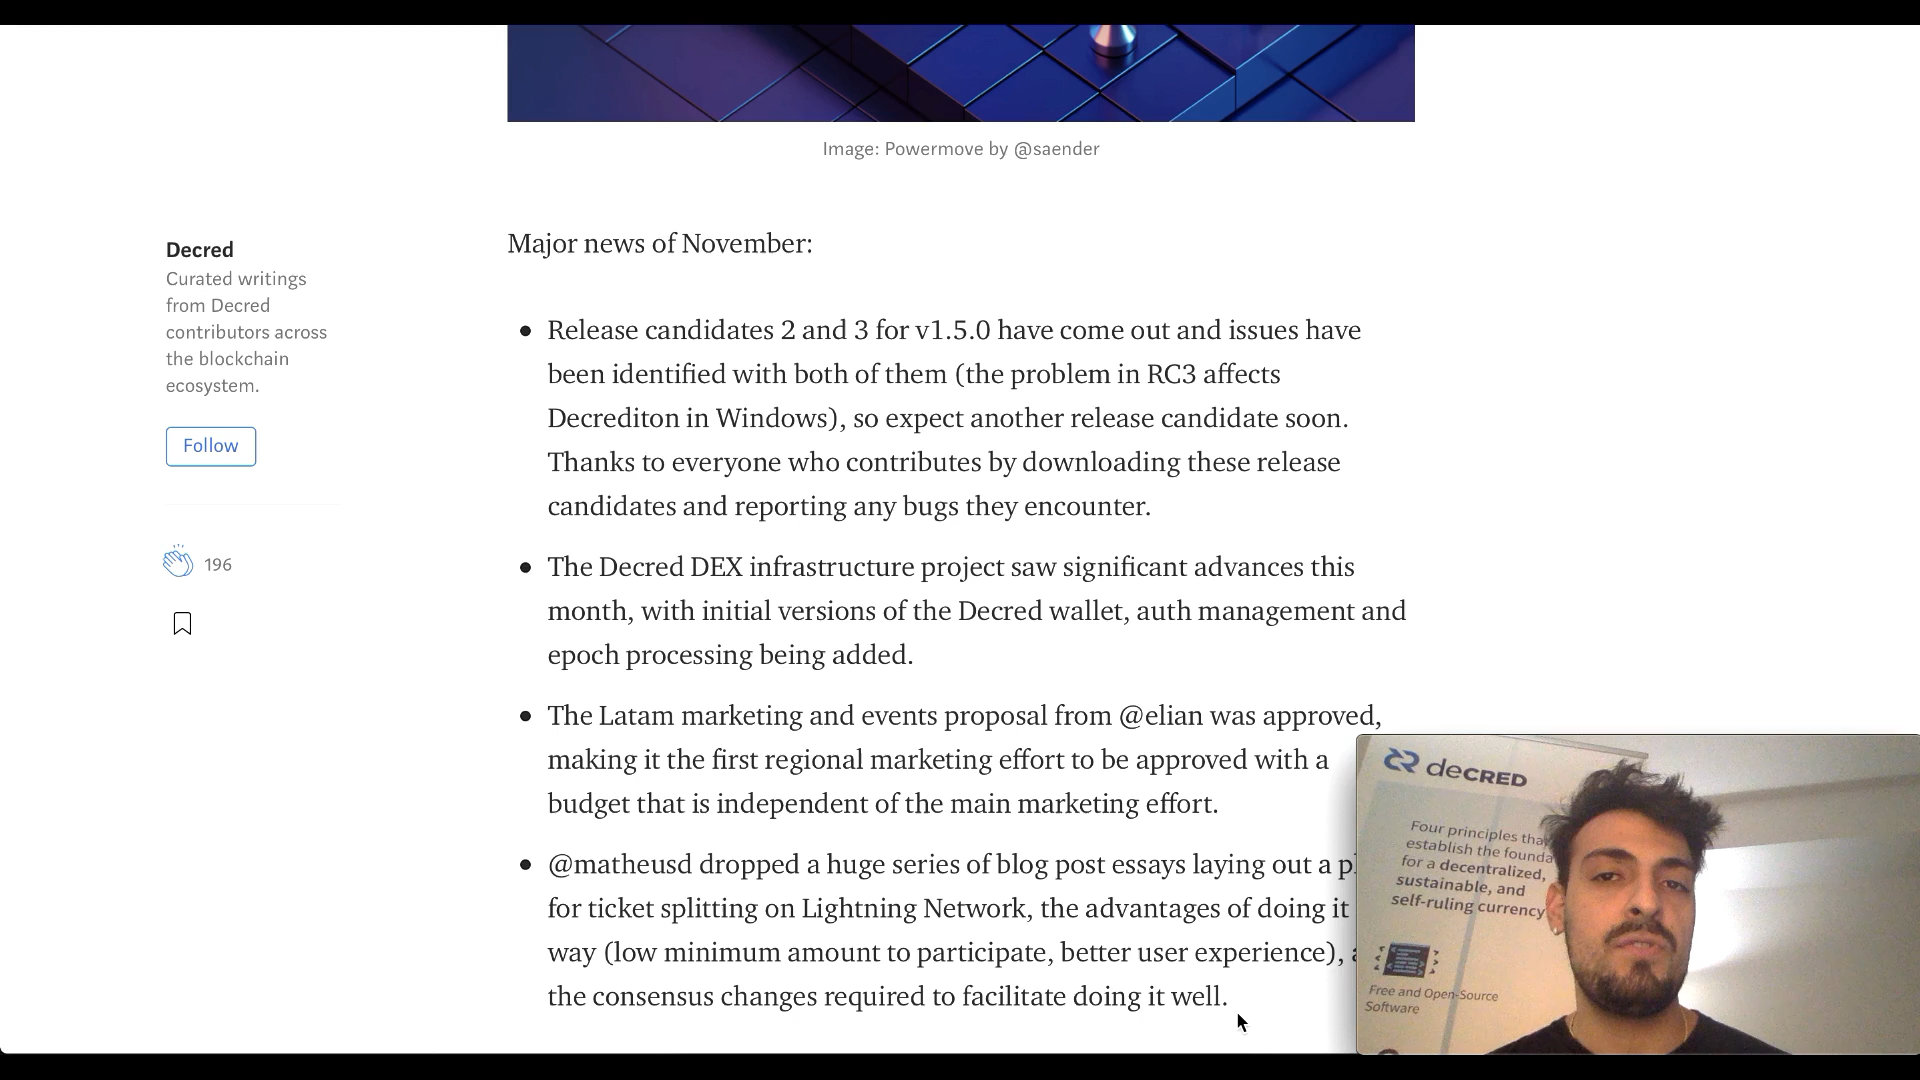 Image: Powermove by @saender
Decred
Curated writings
from Decred
contributors across
the blockchain
ecosystem.
Follow
196
Major news of November:
Release candidates 2 and 3 for v1.5.0 have come out and issues have
been identified with both of them (the problem in RC3 affects
Decrediton in Windows), so expect another release candidate soon.
Thanks to everyone who contributes by downloading these release
candidates and reporting any bugs they encounter.
The Decred DEX infrastructure project saw significant advances this
month, with initial versions of the Decred wallet, auth management and
epoch processing being added.
The Latam marketing and events proposal from @elian was approved,
making it the first regional marketing effort to be approved with a
budget that is independent of the main marketing effort.
@matheusd dropped a huge series of blog post essays laying out a
for ticket splitting on Lightning Network, the advantages of doing it
way (low minimum amount to participate, better user experience),
the consensus changes required to facilitate doing it well.
decred
Four principles
establish the
for a decentralized,
sustainable, and
self-ruling currency
Free and Open-Source
Software